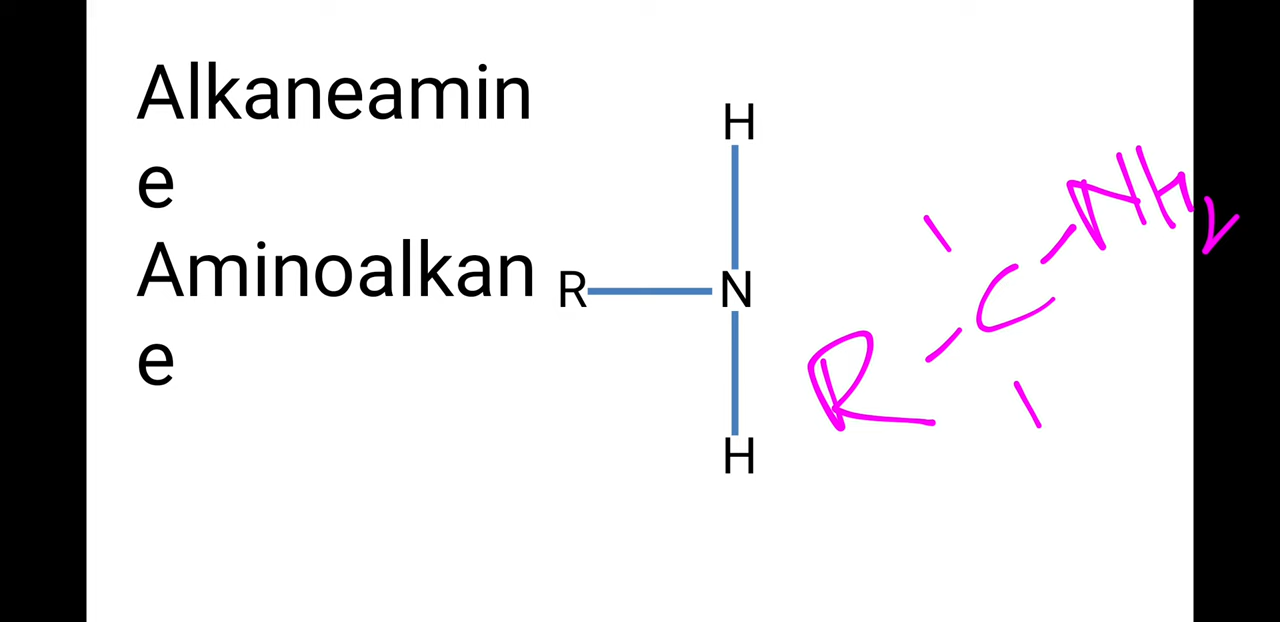 Alkaneamin
e
Aminoalkan
e
H
R N
H
R - C - NH2